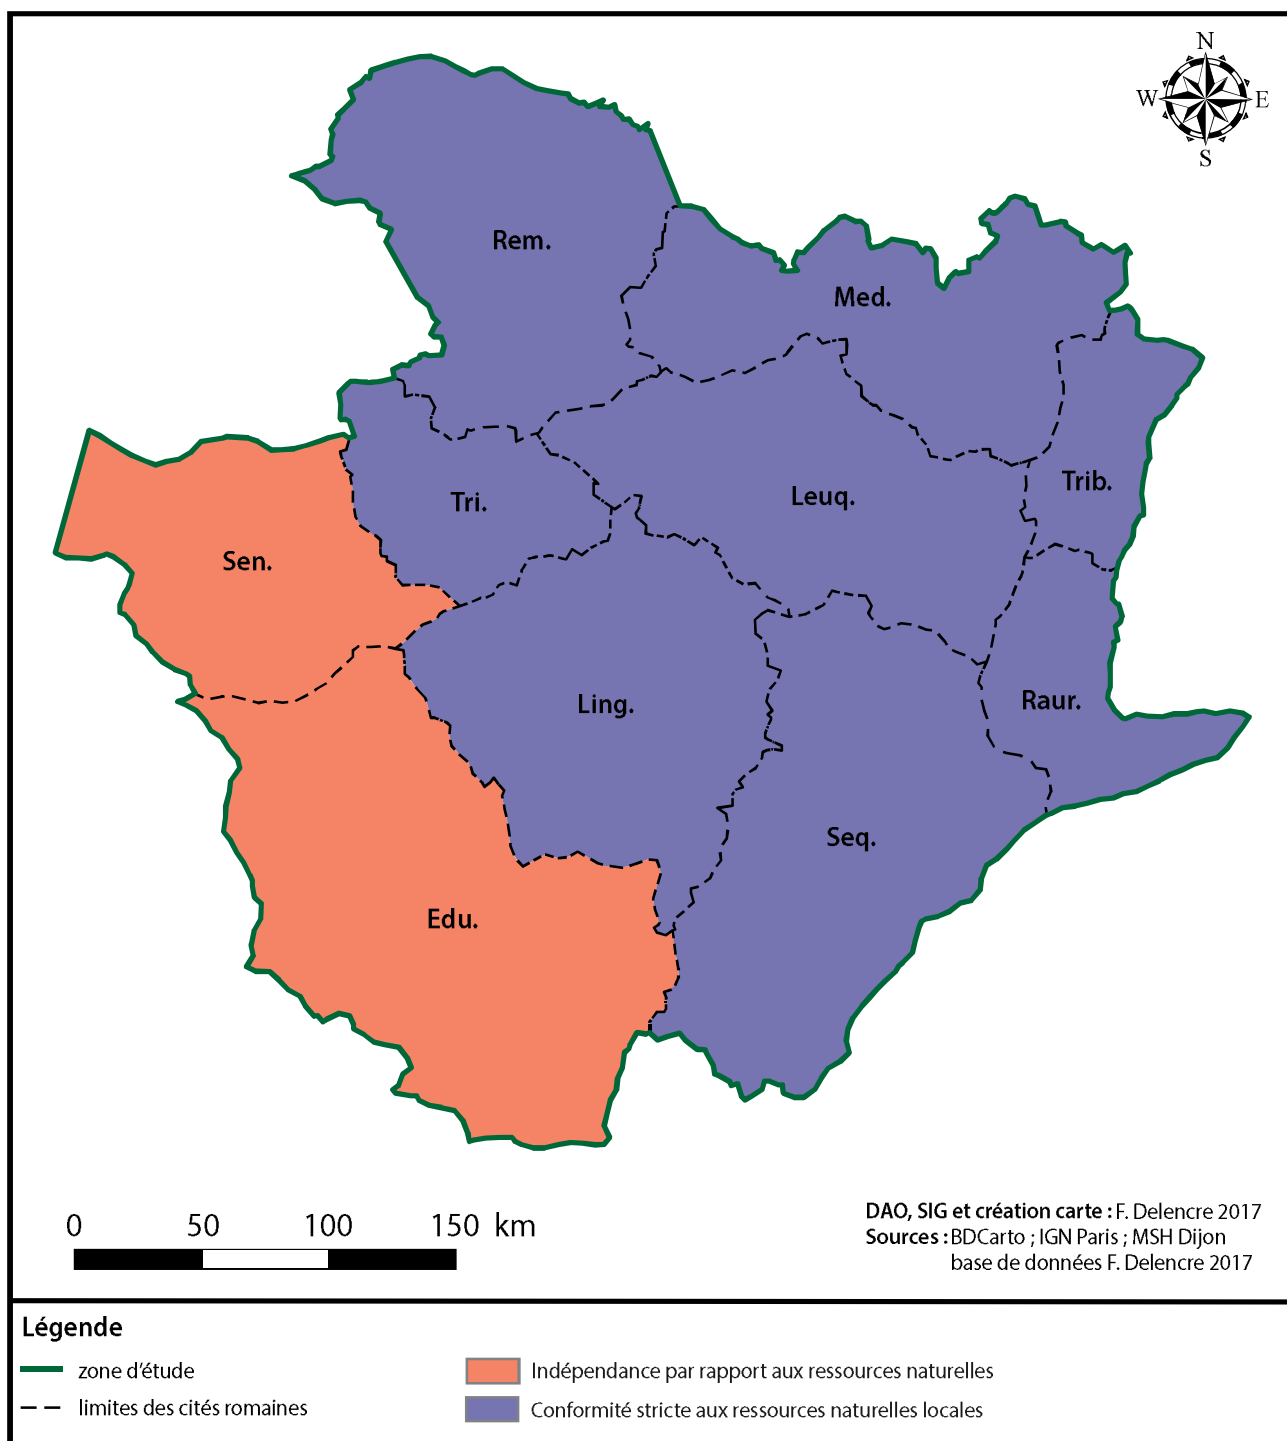 N
W E
S
Rem.
Med.
Trib.
Leuq.
Tri.
Sen.
Raur.
Ling.
Seq.
Edu.
0 50 100 150 km
DAO, SIG et création carte : F. Delencre 2017
Sources : BDCarto ; IGN Paris ; MSH Dijon
base de données F. Delencre 2017
Légende
zone d'étude
limites des cités romaines
Indépendance par rapport aux ressources naturelles
Conformité stricte aux ressources naturelles locales